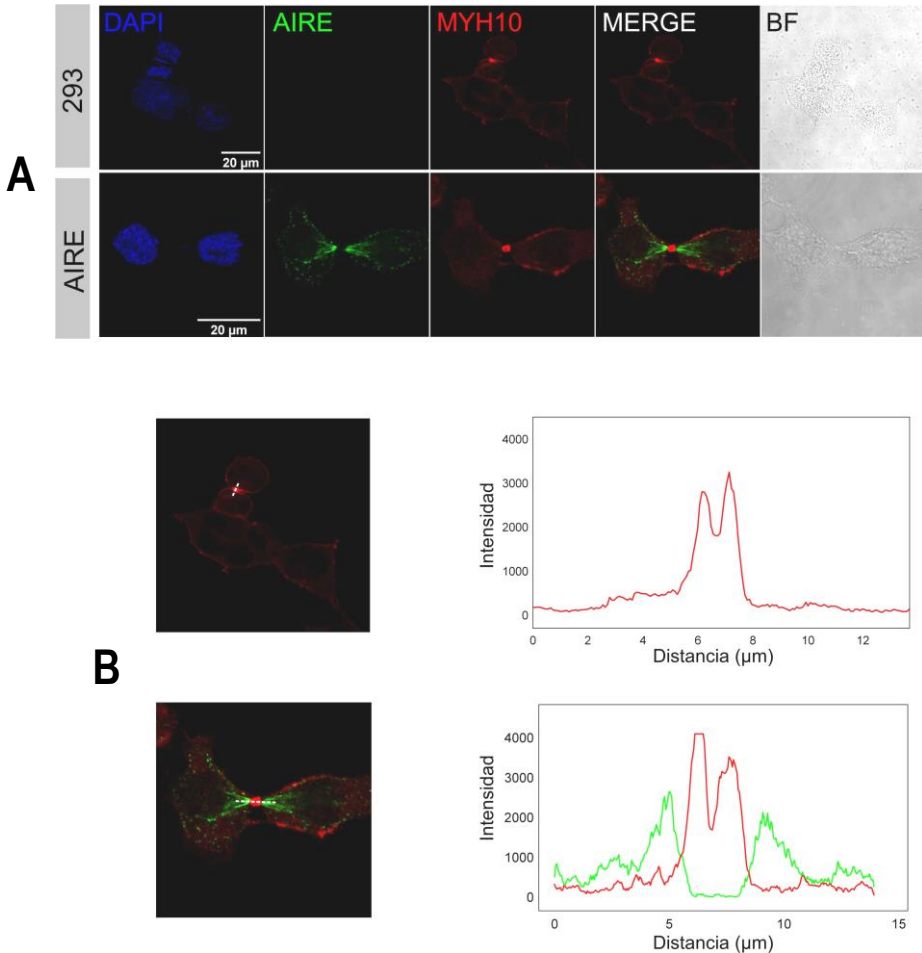 DAPI AIRE MYH10 MERGE BF
293
20 µm
A
AIRE
20 µm
B
Intensidad
4000
3000
2000
1000
0
0 2 4 6 8 10 12
Distancia (µm)
Intensidad
4000
3000
2000
1000
0
0 5 10 15
Distancia (µm)